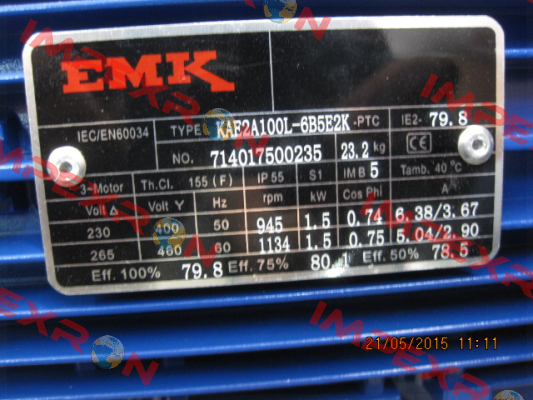 EMK
IEC/EN60034 TYPE KAE2A100L-6B5E2K -PTC IE2- 79.8
NO. 714017500235 23.2 kg CE
3-Motor Th.Cl. 155 (F) IP 55 S1 IM B 5 Tamb. 40 °C
Volt Δ Volt Y Hz rpm kW Cos Phi A
230 400 50 945 1.5 0.74 6.38/3.67
265 460 60 1134 1.5 0.75 5.04/2.90
Eff. 100% 79.8 Eff. 75% 80.1 Eff. 50% 78.5
21/05/2015 11:11
IMPEXRON